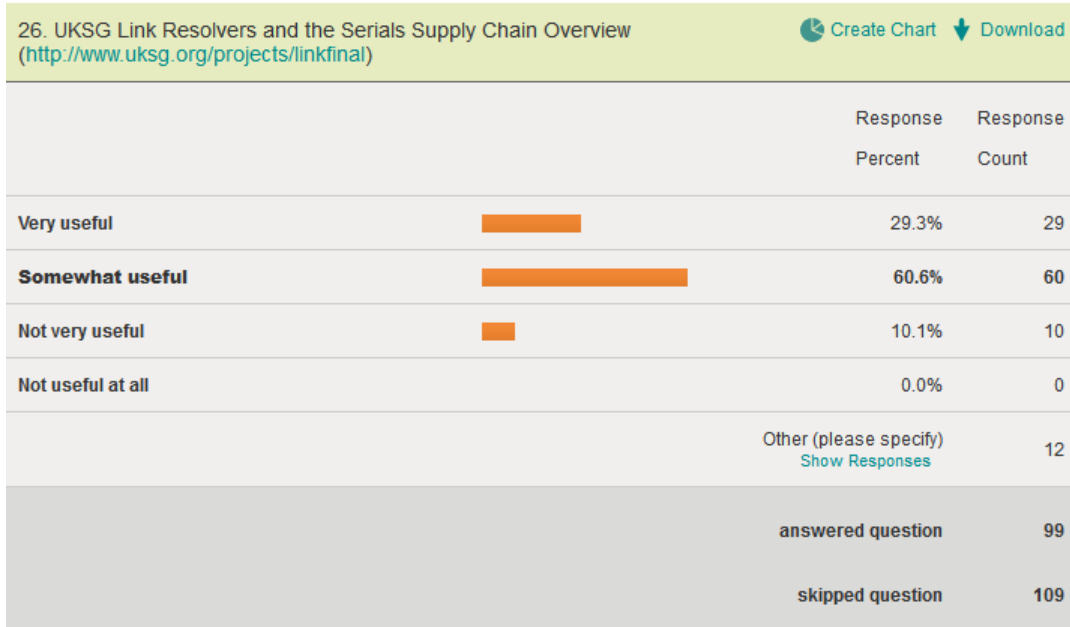 26. UKSG Link Resolvers and the Serials Supply Chain Overview
(http://www.uksg.org/projects/linkfinal)
Create Chart Download
Response Response
Percent Count
Very useful 29.3% 29
Somewhat useful 60.6% 60
Not very useful 10.1% 10
Not useful at all 0.0% 0
Other (please specify) 12
Show Responses
answered question 99
skipped question 109